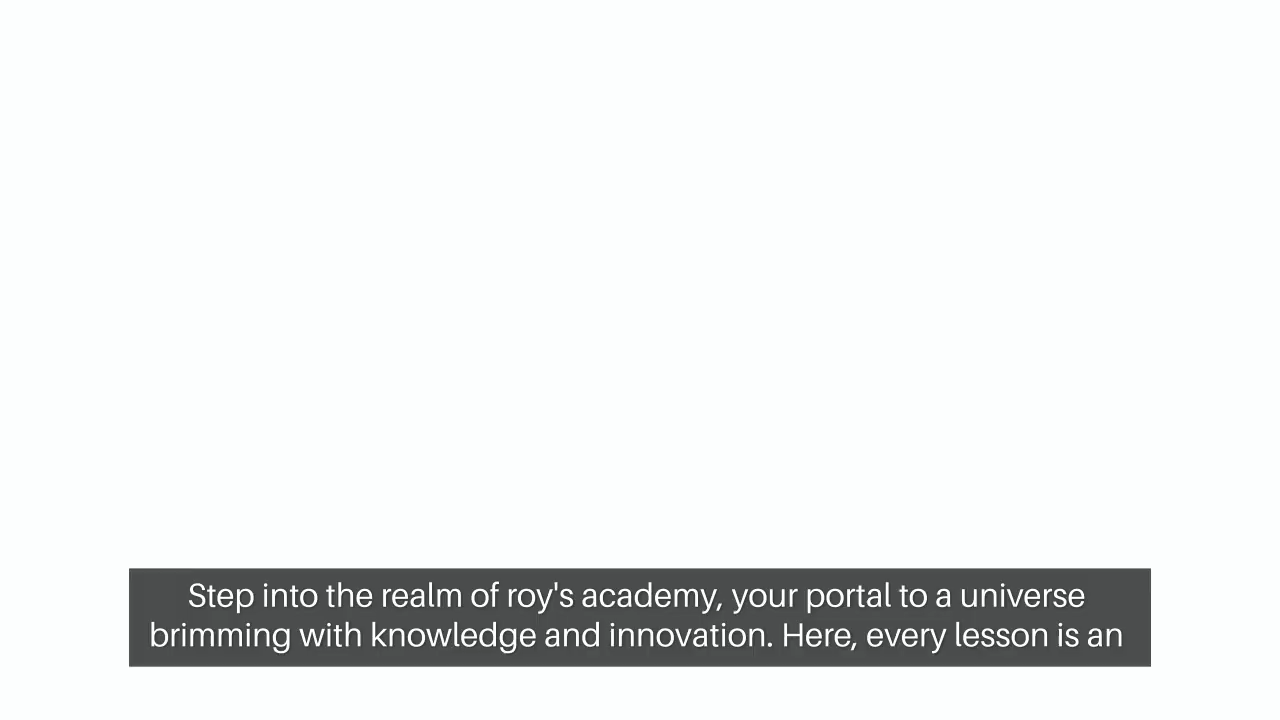 Step into the realm of roy's academy, your portal to a universe
brimming with knowledge and innovation. Here, every lesson is an